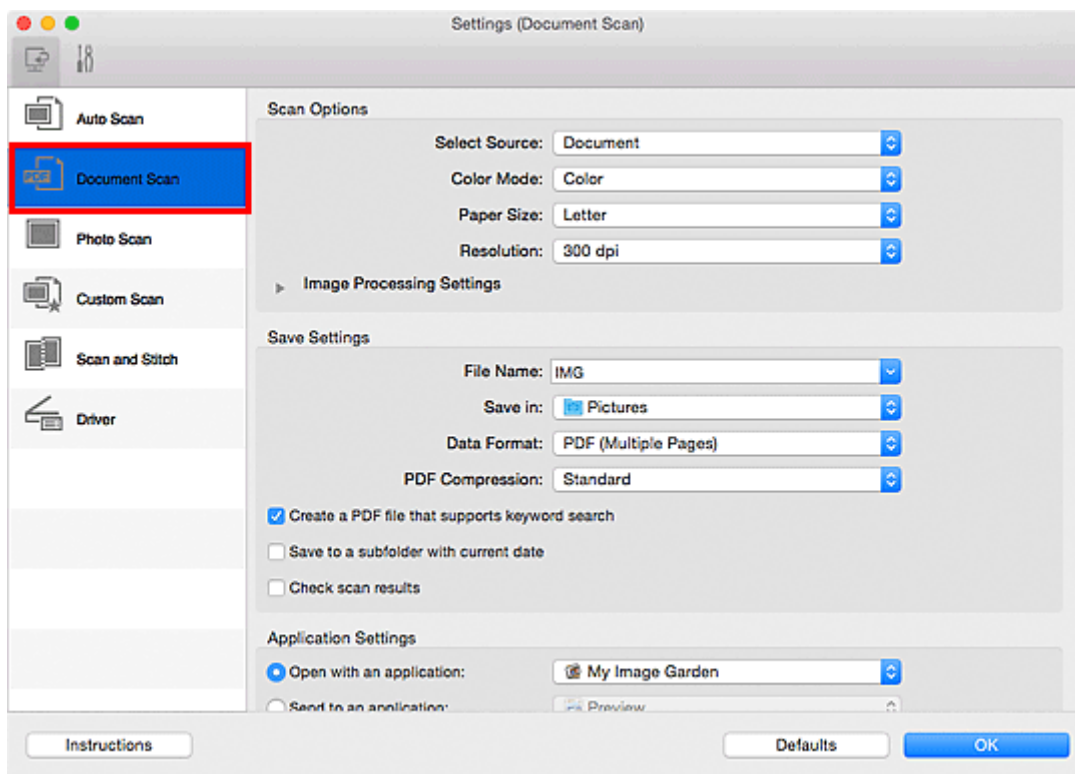 Settings (Document Scan)
Auto Scan
PDF
Document Scan
Photo Scan
Custom Scan
Scan and Stitch
Driver
Scan Options
Select Source: Document
Color Mode: Color
Paper Size: Letter
Resolution: 300 dpi
Image Processing Settings
Save Settings
File Name: IMG
Save in: Pictures
Data Format: PDF (Multiple Pages)
PDF Compression: Standard
Create a PDF file that supports keyword search
Save to a subfolder with current date
Check scan results
Application Settings
Open with an application: My Image Garden
Send to an application: Preview
Instructions
Defaults
OK